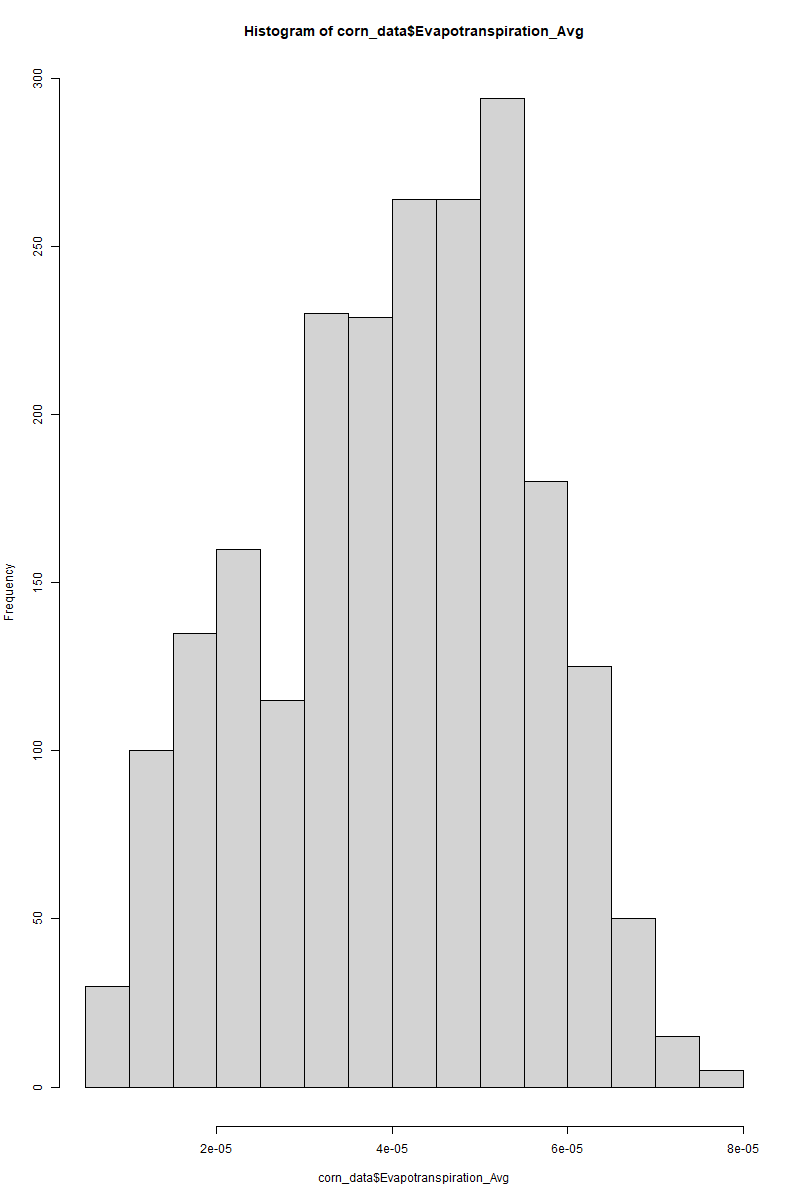 Histogram of corn_data$Evapotranspiration_Avg
300
250
200
150
100
50
0
Frequency
2e-05 4e-05 6e-05 8e-05
corn_data$Evapotranspiration_Avg